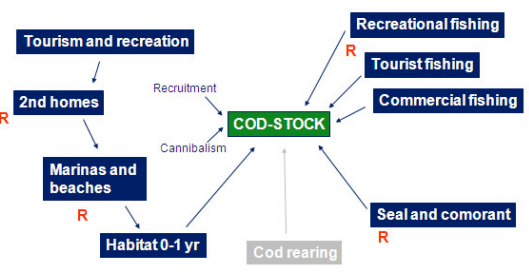 Recreational fishing
R
Tourism and recreation
Tourist fishing
Recruitment
2nd homes
Commercial fishing
R
COD-STOCK
Cannibalism
Marinas and
beaches
R
Seal and comorant
R
Habitat 0-1 yr
Cod rearing